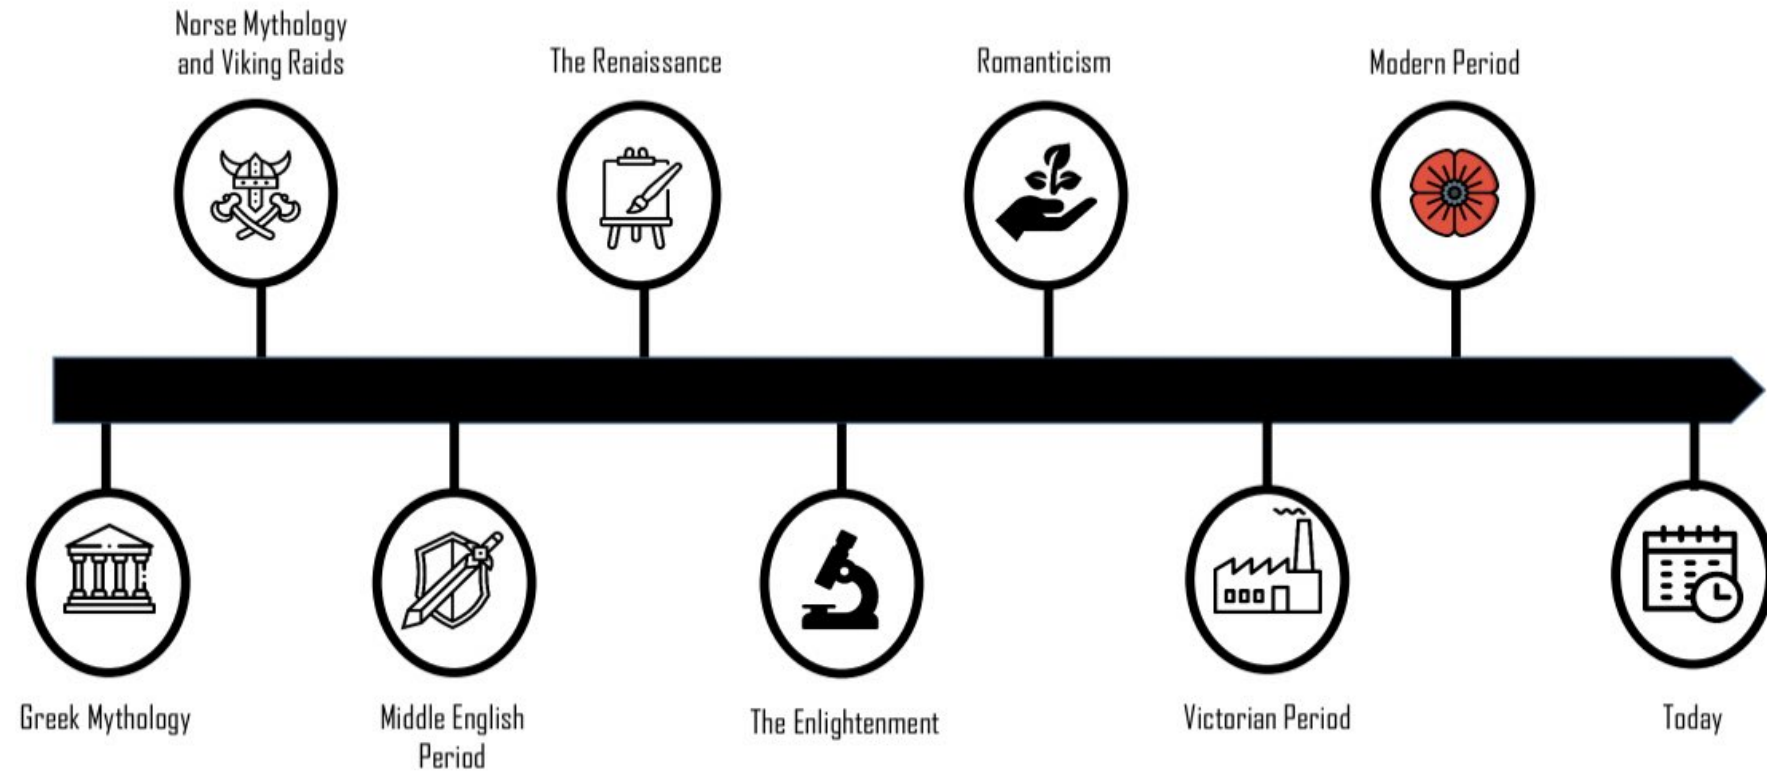 Norse Mythology
and Viking Raids
The Renaissance
Romanticism
Modern Period
Greek Mythology
Middle English
Period
The Enlightenment
Victorian Period
Today